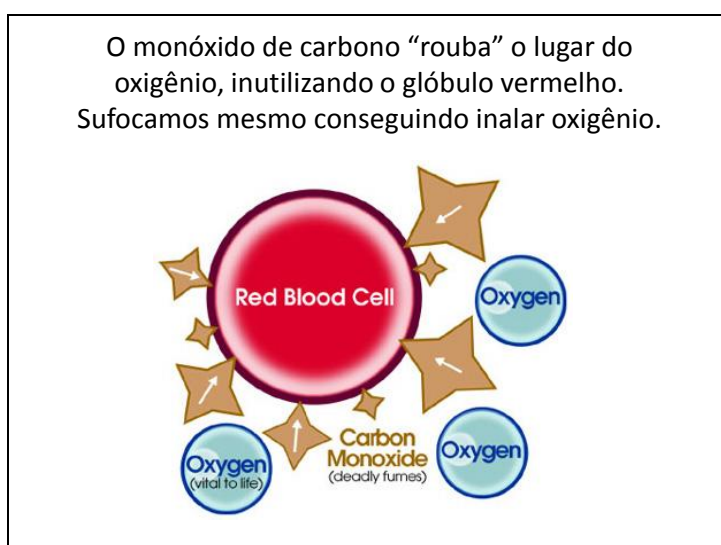 O monóxido de carbono “rouba” o lugar do
oxigênio, inutilizando o glóbulo vermelho.
Sufocamos mesmo conseguindo inalar oxigênio.
Red Blood Cell
Oxygen
Carbon
Monoxide
(deadly fumes)
Oxygen
Oxygen
(vital to life)